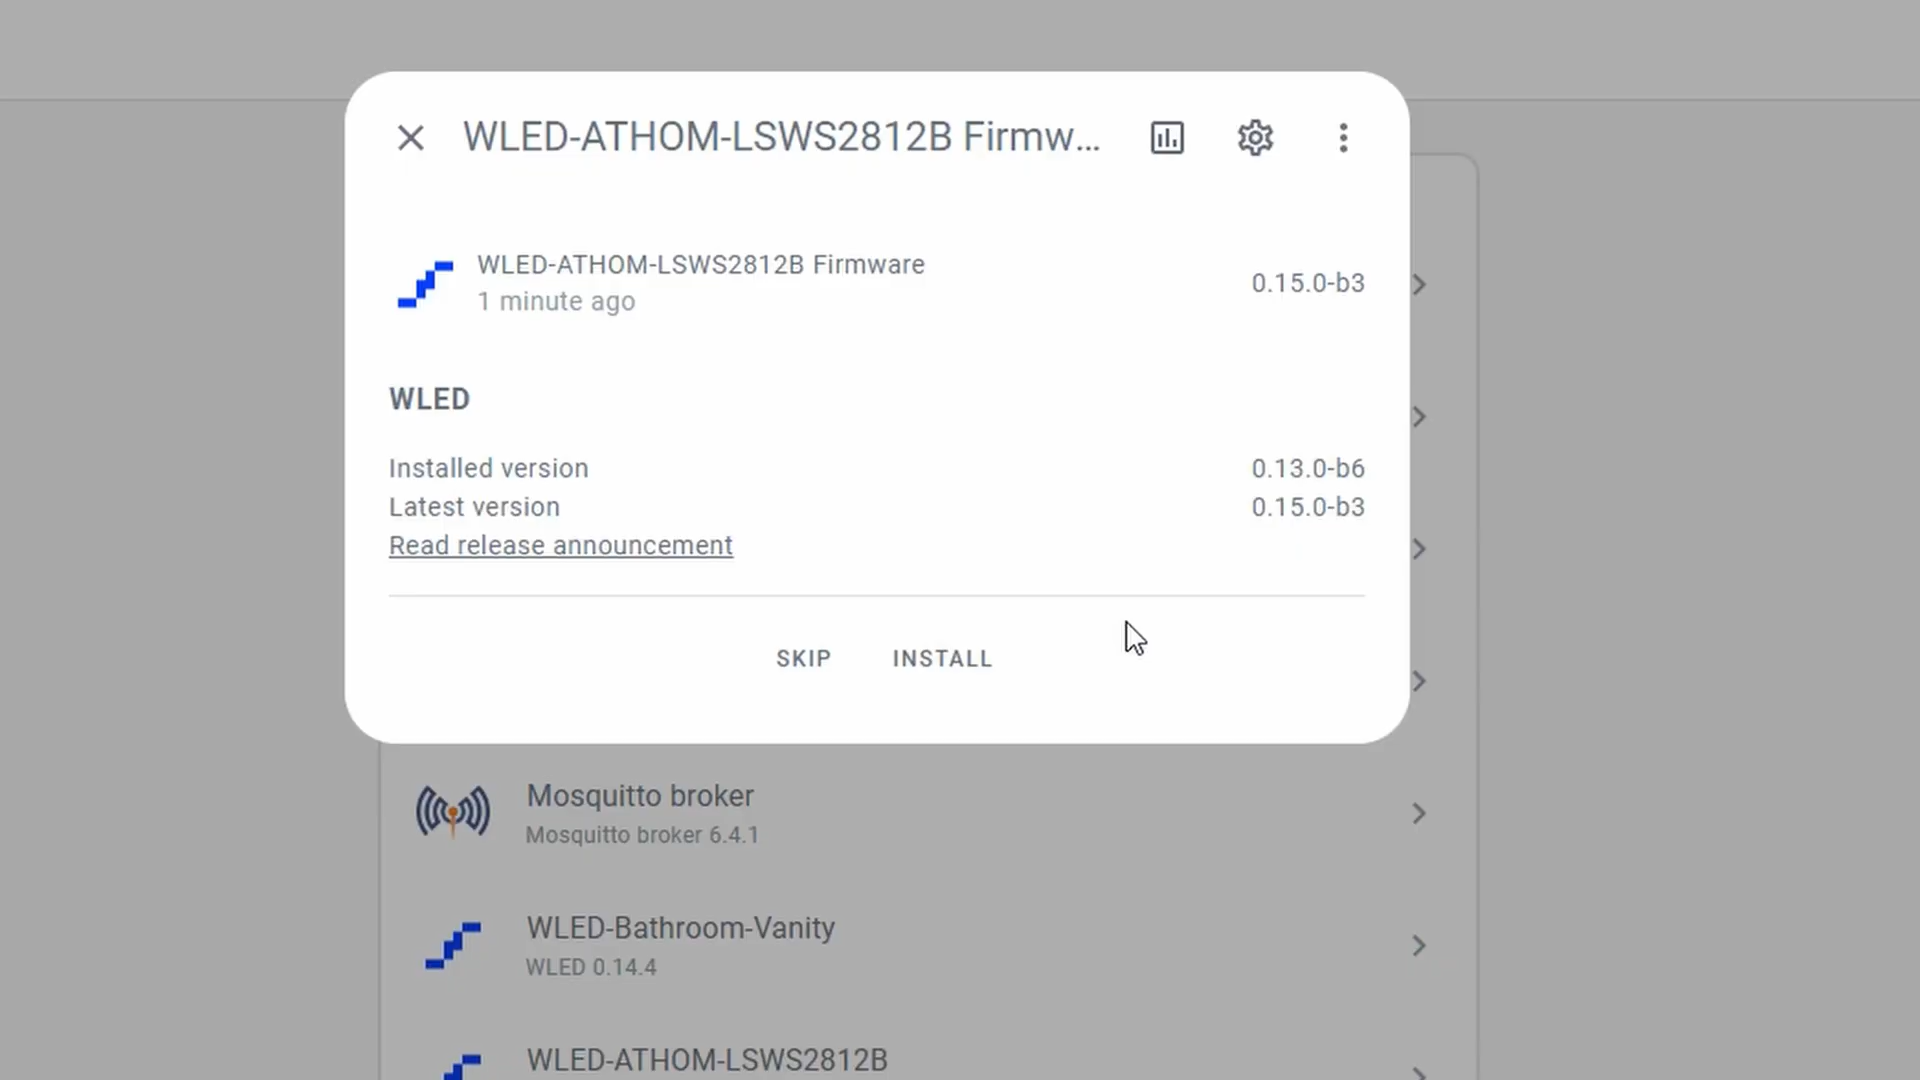 WLED-ATHOM-LSWS2812B Firmw...
WLED-ATHOM-LSWS2812B Firmware
1 minute ago
0.15.0-b3
WLED
Installed version 0.13.0-b6
Latest version 0.15.0-b3
Read release announcement
SKIP INSTALL
Mosquitto broker
Mosquitto broker 6.4.1
WLED-Bathroom-Vanity
WLED 0.14.4
WLED-ATHOM-LSWS2812B